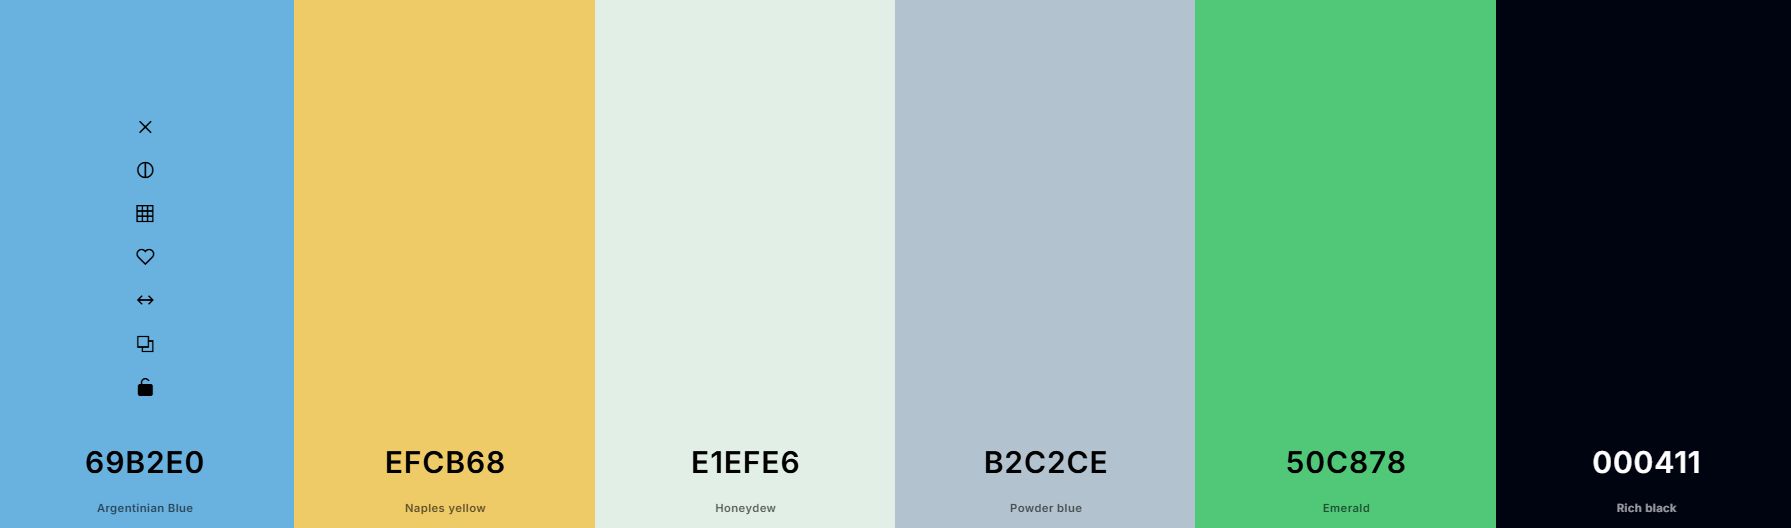 69B2E0
EFCB68
E1EFE6
B2C2CE
50C878
000411
Argentinian Blue
Naples yellow
Honeydew
Powder blue
Emerald
Rich black